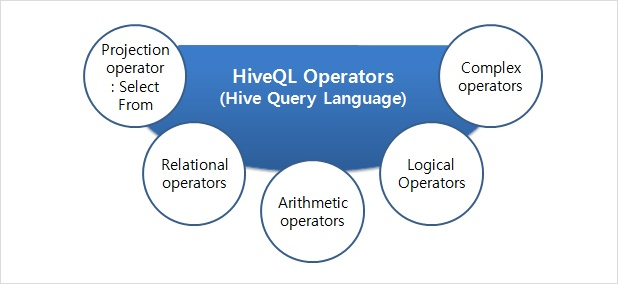 Projection
operator
: Select
From
HiveQL Operators
(Hive Query Language)
Complex
operators
Relational
operators
Logical
Operators
Arithmetic
operators